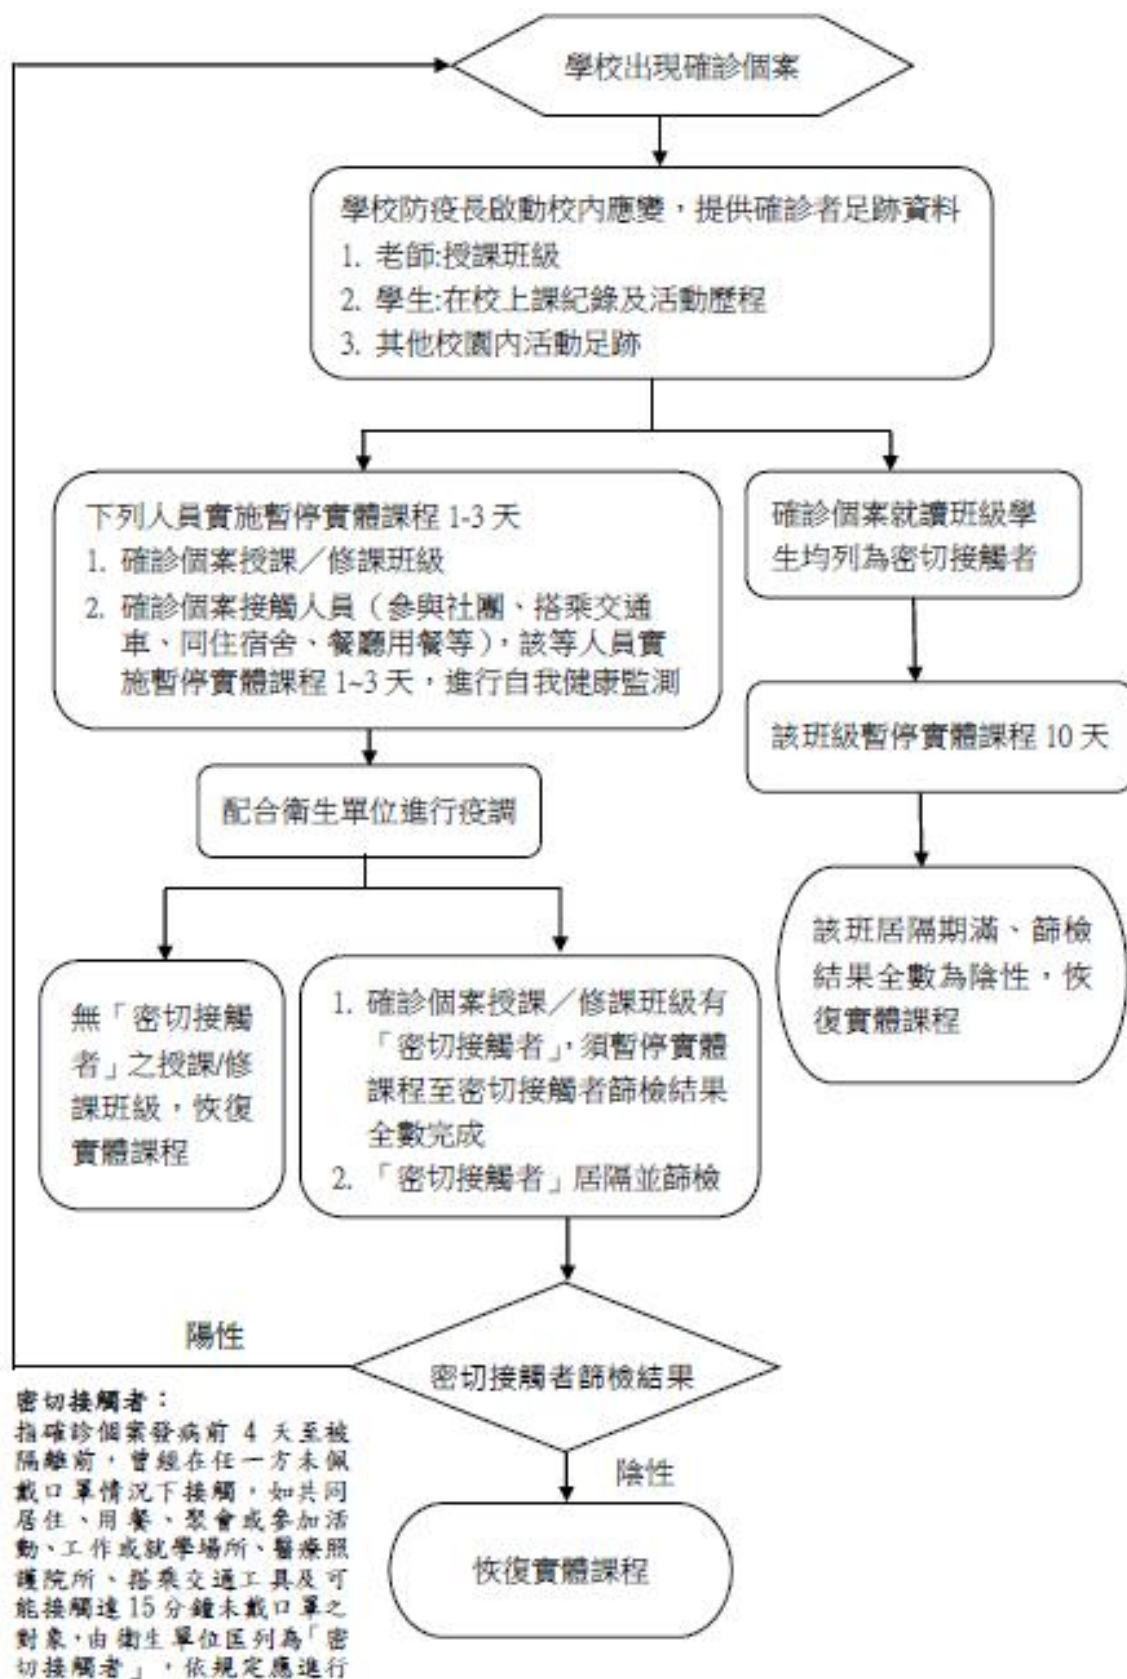 學校出現確診個案
學校防疫長啟動校內應變，提供確診者足跡資料
1. 老師:授課班級
2. 學生:在校上課紀錄及活動歷程
3. 其他校園內活動足跡
下列人員實施暫停實體課程 1-3 天
1. 確診個案授課／修課班級
2. 確診個案接觸人員（參與社團、搭乘交通
車、同住宿舍、餐廳用餐等），該等人員實
施暫停實體課程 1~3 天，進行自我健康監測
確診個案就讀班級學
生均列為密切接觸者
該班級暫停實體課程 10 天
配合衛生單位進行疫調
該班居隔期滿、篩檢
結果全數為陰性，恢
復實體課程
無「密切接觸
者」之授課/修
課班級，恢復
實體課程
1. 確診個案授課／修課班級有
「密切接觸者」，須暫停實體
課程至密切接觸者篩檢結果
全數完成
2. 「密切接觸者」居隔並篩檢
陽性
密切接觸者篩檢結果
陰性
恢復實體課程
密切接觸者：
指確診個案發病前 4 天至被
隔離前，曾經在任一方未佩
戴口罩情況下接觸，如共同
居住、用餐、聚會或參加活
動、工作或就學場所、醫療照
護院所、搭乘交通工具及可
能接觸達 15 分鐘未戴口罩之
對象，由衛生單位匡列為「密
切接觸者」，依規定應進行